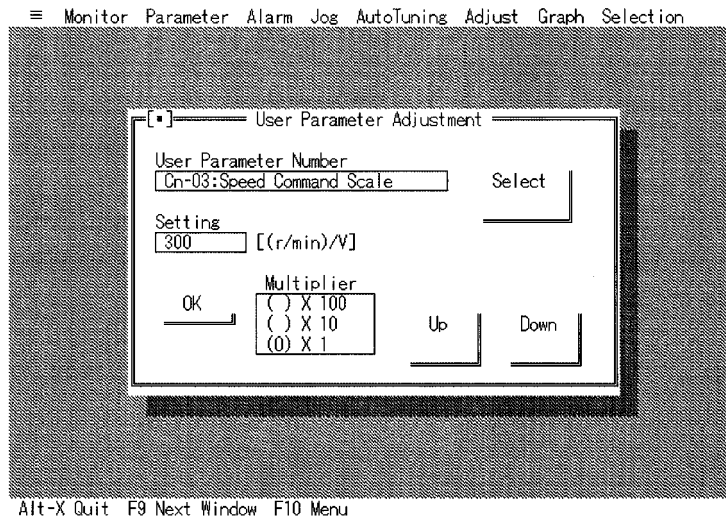 ≡ Monitor Parameter Alarm Jog AutoTuning Adjust Graph Selection
[▪] User Parameter Adjustment
User Parameter Number
Cn-03:Speed Command Scale
Select
Setting
300 [(r/min)/V]
Multiplier
( ) X 100
( ) X 10
(0) X 1
OK
Up
Down
Alt-X Quit F9 Next Window F10 Menu